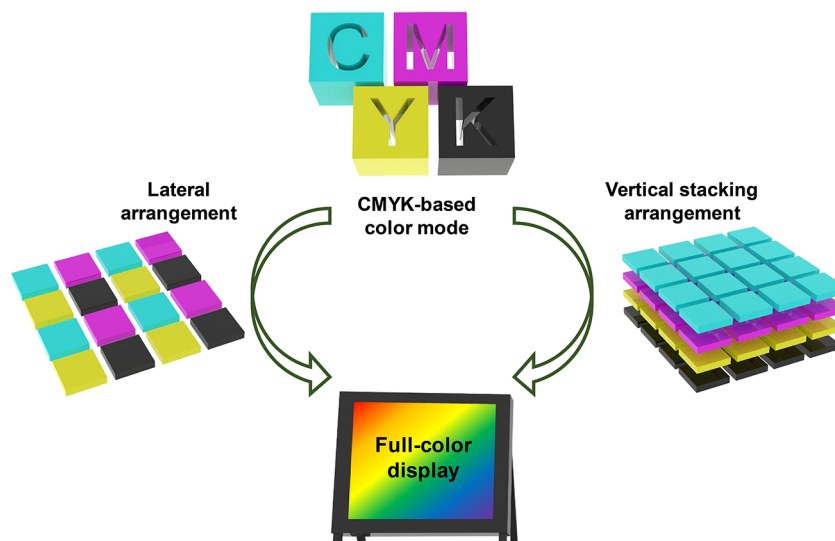 C M
Y K
Lateral
arrangement
CMYK-based
color mode
Vertical stacking
arrangement
Full-color
display